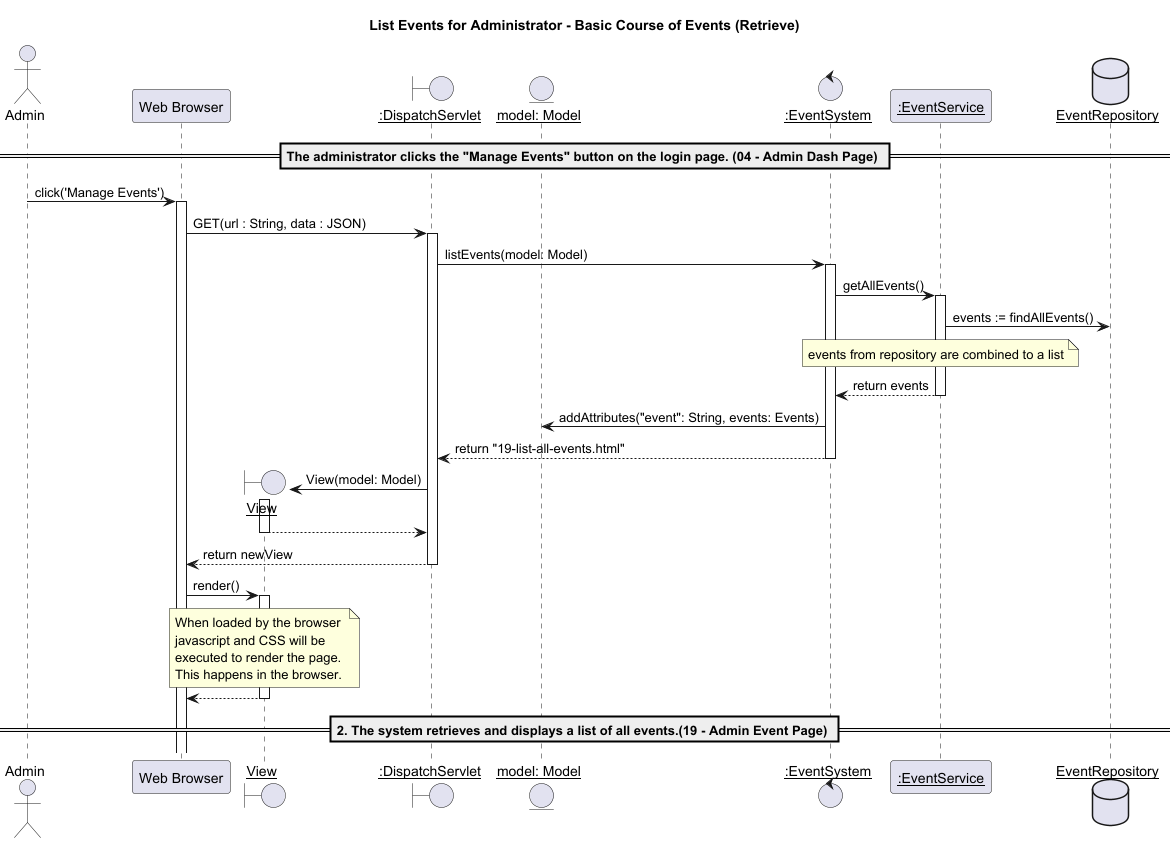 List Events for Administrator - Basic Course of Events (Retrieve)
Admin
Web Browser
:DispatchServlet
model: Model
:EventSystem
:EventService
EventRepository
The administrator clicks the "Manage Events" button on the login page. (04 - Admin Dash Page)
click('Manage Events')
GET(url : String, data : JSON)
listEvents(model: Model)
getAllEvents()
events := findAllEvents()
events from repository are combined to a list
return events
addAttributes("event": String, events: Events)
return "19-list-all-events.html"
View(model: Model)
View
return newView
render()
When loaded by the browser
javascript and CSS will be
executed to render the page.
This happens in the browser.
2. The system retrieves and displays a list of all events.(19 - Admin Event Page)
Admin
Web Browser
View
:DispatchServlet
model: Model
:EventSystem
:EventService
EventRepository